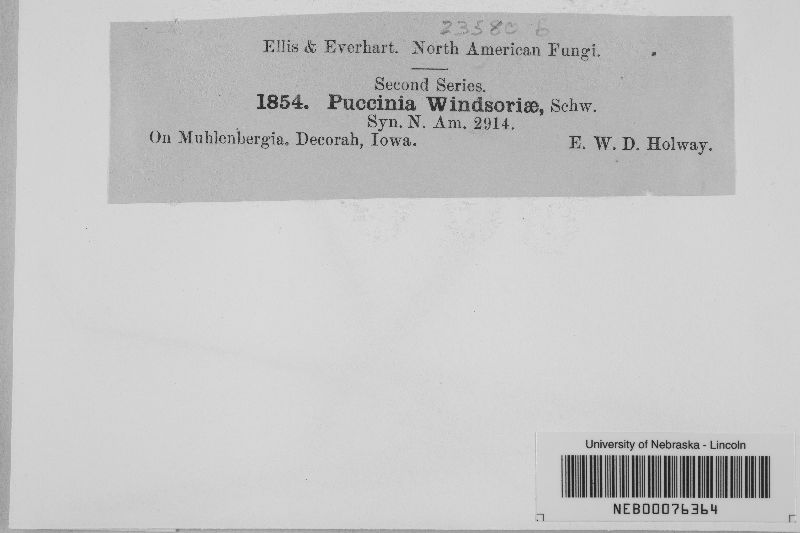 23580 b
Ellis & Everhart. North American Fungi.
Second Series.
1854. Puccinia Windsoriæ, Schw.
Syn. N. Am. 2914.
On Muhlenbergia. Decorah, Iowa. E. W. D. Holway.
University of Nebraska - Lincoln
NEB00076364